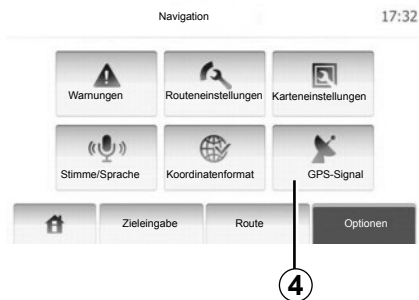 Navigation 17:32
Warnungen Routeneinstellungen Karteneinstellungen
Stimme/Sprache Koordinatenformat GPS-Signal
Zieleingabe Route Optionen
4